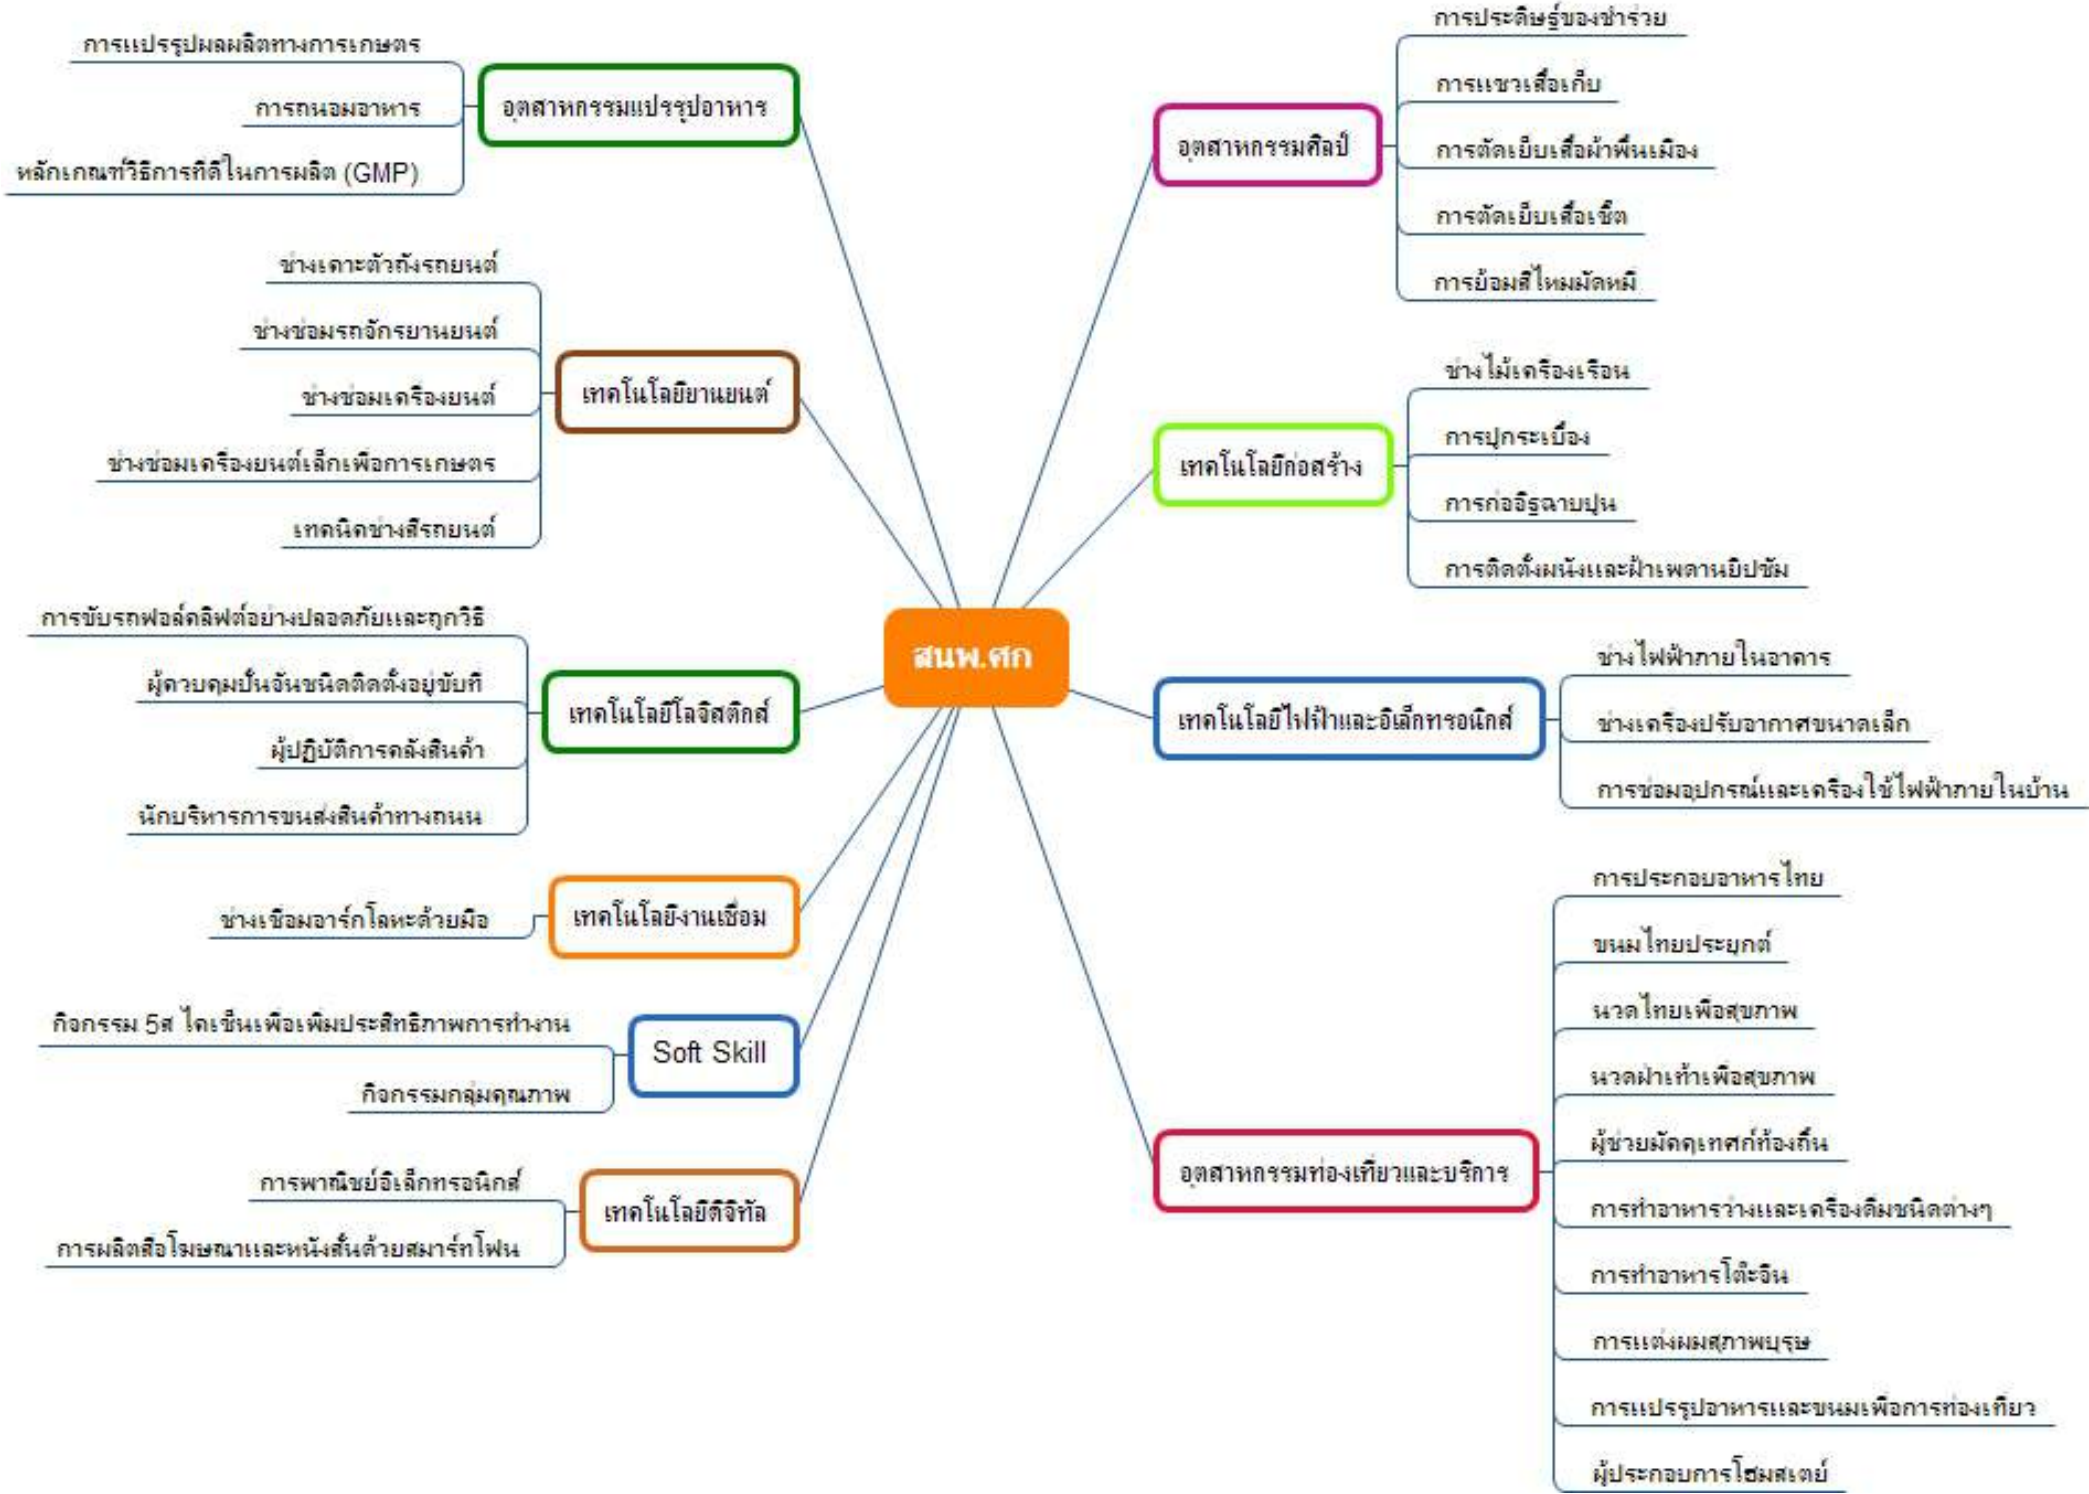 สนพ.ศก
อุตสาหกรรมแปรรูปอาหาร
การแปรรูปผลผลิตทางการเกษตร
การถนอมอาหาร
หลักเกณฑ์วิธีการที่ดีในการผลิต (GMP)
เทคโนโลยียานยนต์
ช่างเคาะตัวถังรถยนต์
ช่างซ่อมรถจักรยานยนต์
ช่างซ่อมเครื่องยนต์
ช่างซ่อมเครื่องยนต์เล็กเพื่อการเกษตร
เทคนิคช่างสีรถยนต์
เทคโนโลยีโลจิสติกส์
การขับรถฟอล์คลิฟต์อย่างปลอดภัยและถูกวิธี
ผู้ควบคุมปั้นจั่นชนิดติดตั้งอยู่ขับที่
ผู้ปฏิบัติการคลังสินค้า
นักบริหารการขนส่งสินค้าทางถนน
เทคโนโลยีงานเชื่อม
ช่างเชื่อมอาร์กโลหะด้วยมือ
Soft Skill
กิจกรรม 5ส ไคเซ็นเพื่อเพิ่มประสิทธิภาพการทำงาน
กิจกรรมกลุ่มคุณภาพ
เทคโนโลยีดิจิทัล
การพาณิชย์อิเล็กทรอนิกส์
การผลิตสื่อโฆษณาและหนังสั้นด้วยสมาร์ทโฟน
อุตสาหกรรมศิลป์
การประดิษฐ์ของชำร่วย
การแซวเสื้อเก็บ
การตัดเย็บเสื้อผ้าพื้นเมือง
การตัดเย็บเสื้อเชิ้ต
การย้อมสีไหมมัดหมี่
เทคโนโลยีก่อสร้าง
ช่างไม้เครื่องเรือน
การปูกระเบื้อง
การก่ออิฐฉาบปูน
การติดตั้งผนังและฝ้าเพดานยิปซัม
เทคโนโลยีไฟฟ้าและอิเล็กทรอนิกส์
ช่างไฟฟ้าภายในอาคาร
ช่างเครื่องปรับอากาศขนาดเล็ก
การซ่อมอุปกรณ์และเครื่องใช้ไฟฟ้าภายในบ้าน
อุตสาหกรรมท่องเที่ยวและบริการ
การประกอบอาหารไทย
ขนมไทยประยุกต์
นวดไทยเพื่อสุขภาพ
นวดฝ่าเท้าเพื่อสุขภาพ
ผู้ช่วยมัคคุเทศก์ท้องถิ่น
การทำอาหารว่างและเครื่องดื่มชนิดต่างๆ
การทำอาหารโต๊ะจีน
การแต่งผมสุภาพบุรุษ
การแปรรูปอาหารและขนมเพื่อการท่องเที่ยว
ผู้ประกอบการโฮมสเตย์